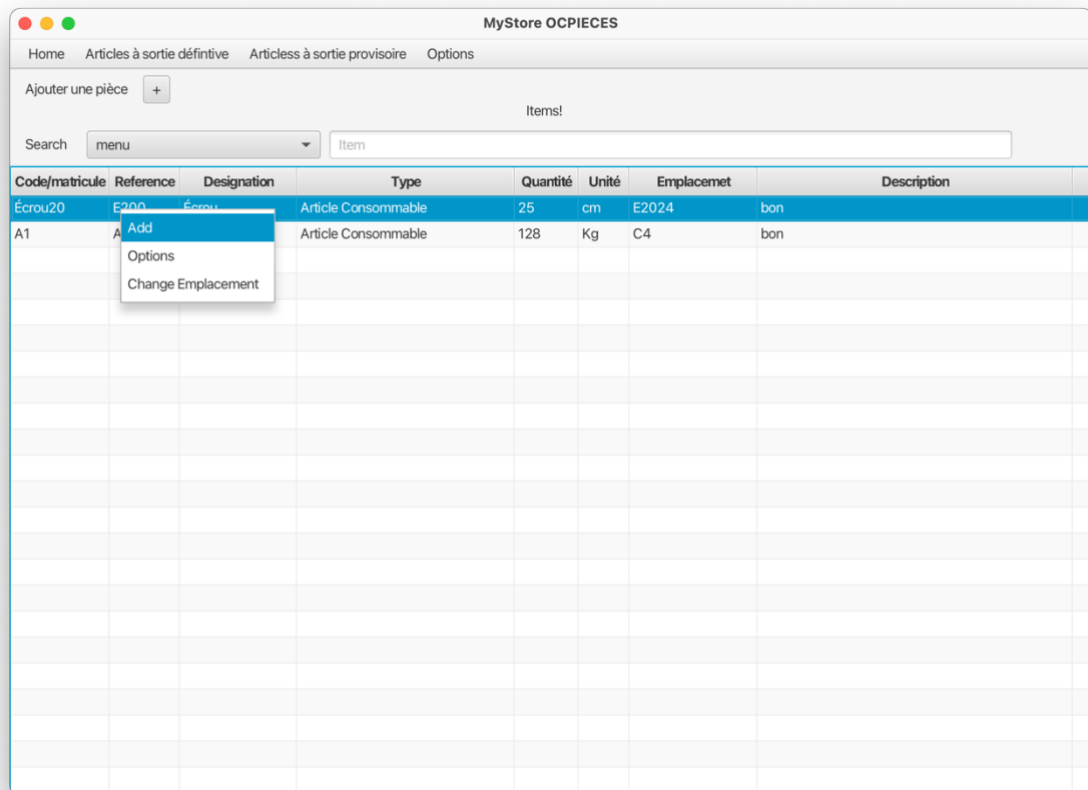 MyStore OCPIECES
Home Articles à sortie défintive Articless à sortie provisoire Options
Ajouter une pièce +
Items!
Search menu Item
Code/matricule Reference Designation Type Quantité Unité Emplacemet Description
Écrou20 E200 Écrou Article Consommable 25 cm E2024 bon
A1 A Article Consommable 128 Kg C4 bon
Add
Options
Change Emplacement